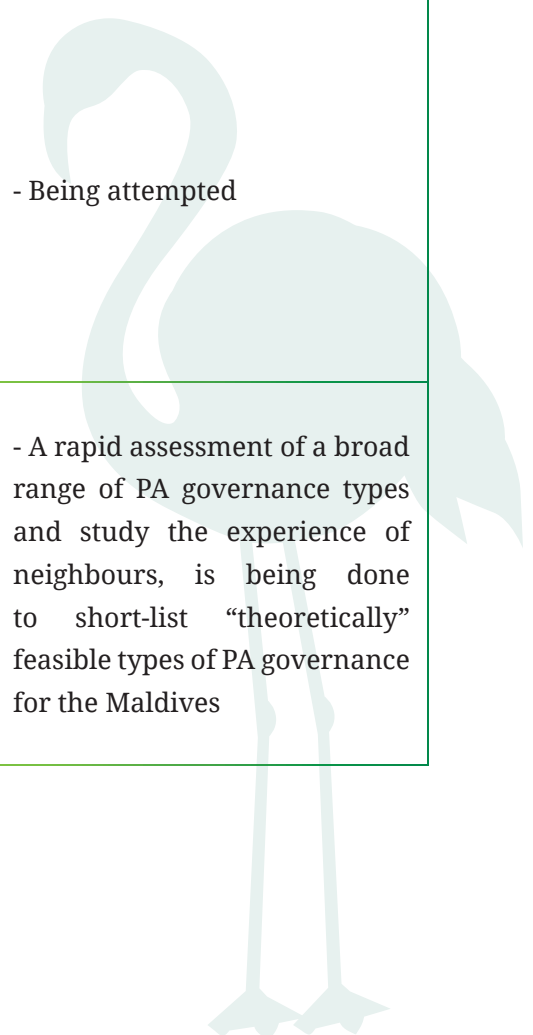 - Being attempted
- A rapid assessment of a broad
range of PA governance types
and study the experience of
neighbours, is being done
to short-list “theoretically”
feasible types of PA governance
for the Maldives